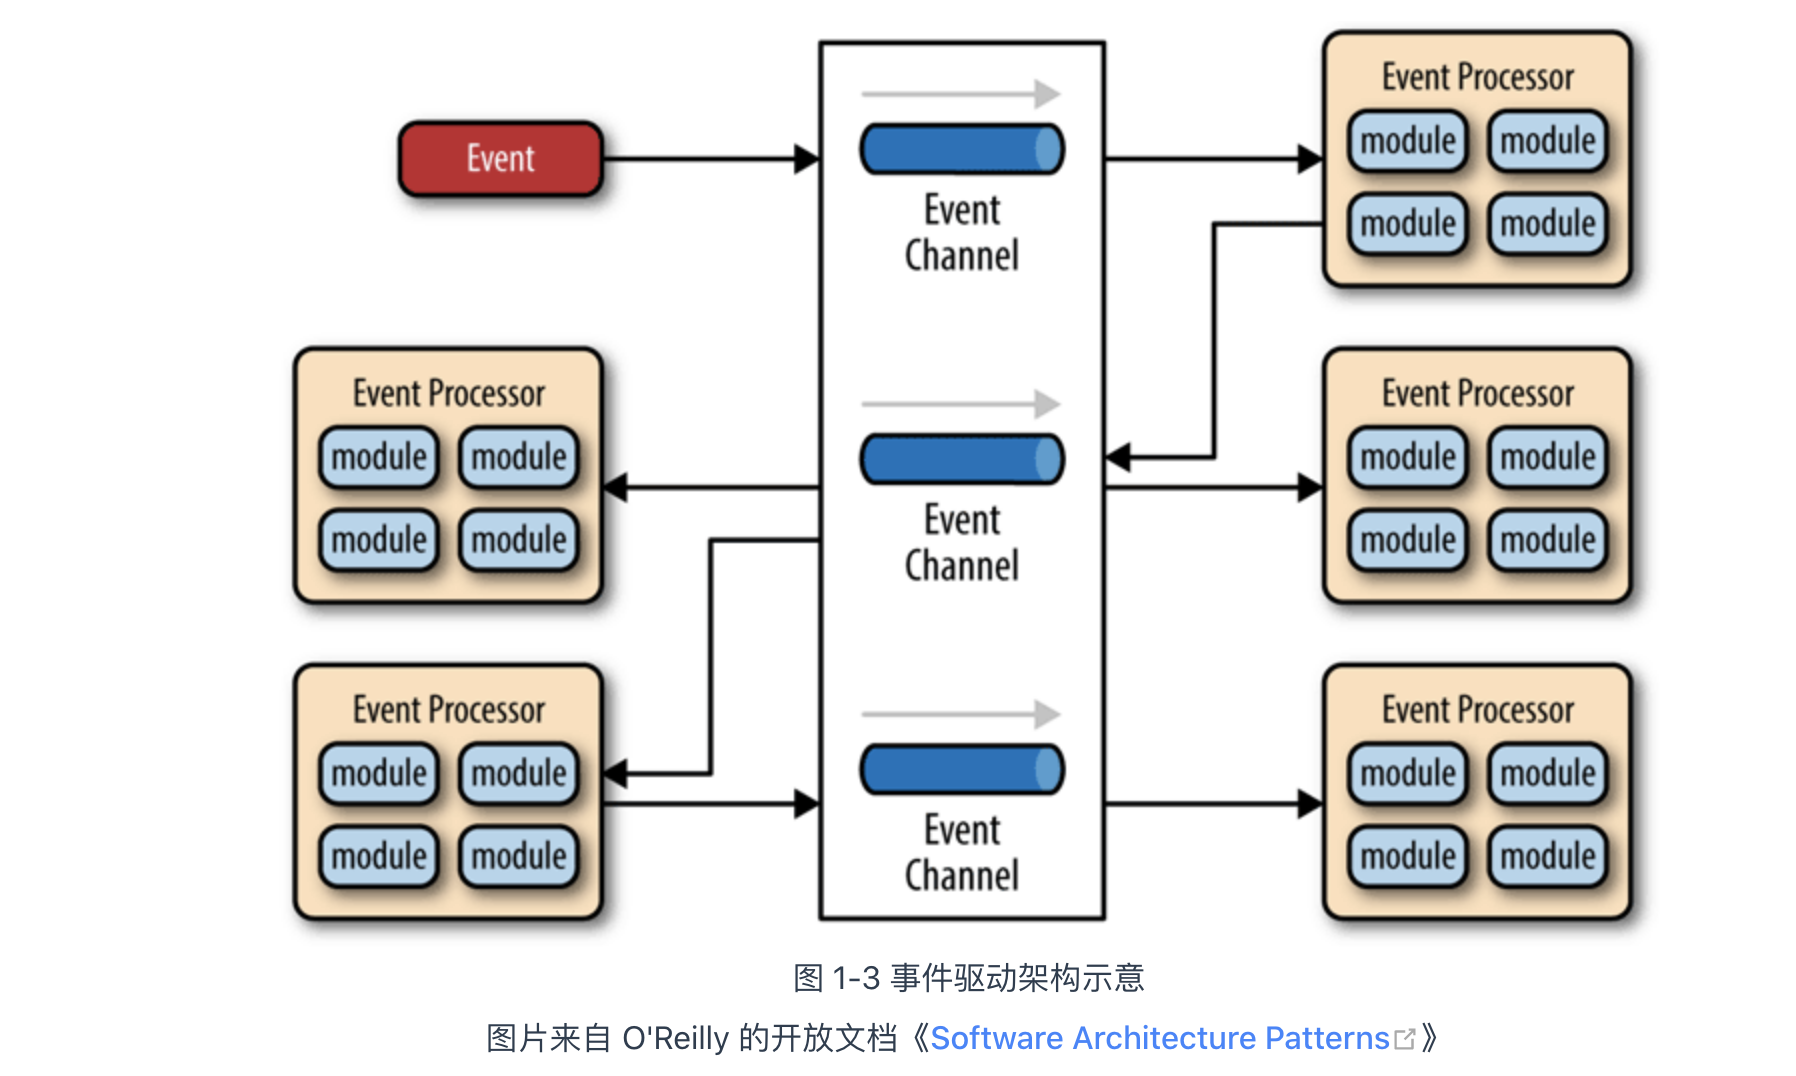 Event
Event
Channel
Event Processor
module module
module module
Event Processor
module module
module module
Event
Channel
Event Processor
module module
module module
Event Processor
module module
module module
Event
Channel
Event Processor
module module
module module
图 1-3 事件驱动架构示意
图片来自 O'Reilly 的开放文档《Software Architecture Patterns》